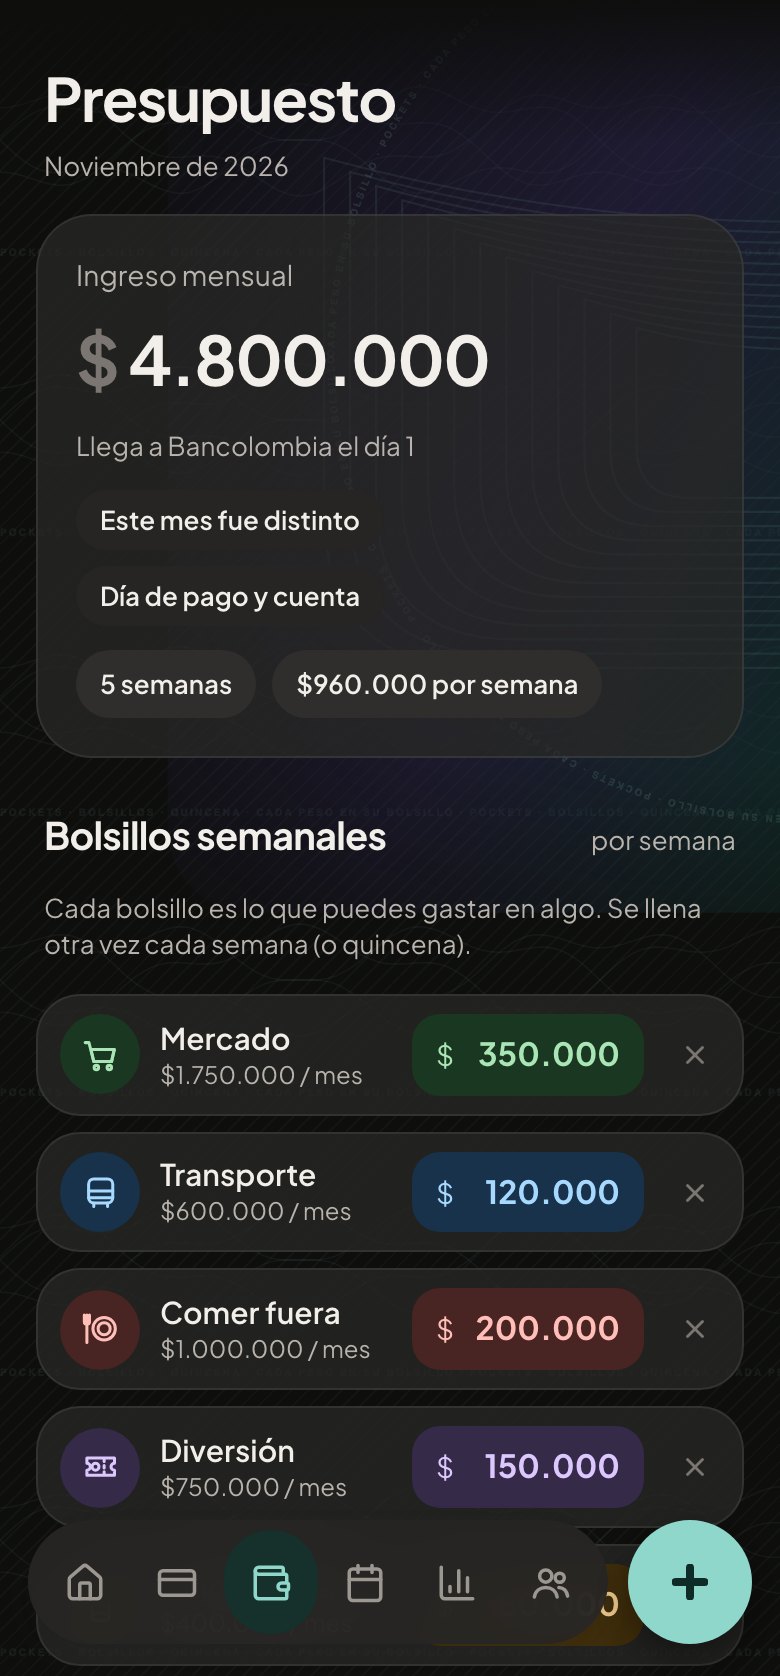 Presupuesto
Noviembre de 2026
Ingreso mensual
$ 4.800.000
Llega a Bancolombia el día 1
Este mes fue distinto
Día de pago y cuenta
5 semanas
$960.000 por semana
Bolsillos semanales
por semana
Cada bolsillo es lo que puedes gastar en algo. Se llena
otra vez cada semana (o quincena).
Mercado
$ 350.000
$1.750.000 / mes
Transporte
$ 120.000
$600.000 / mes
Comer fuera
$ 200.000
$1.000.000 / mes
Diversión
$ 150.000
$750.000 / mes